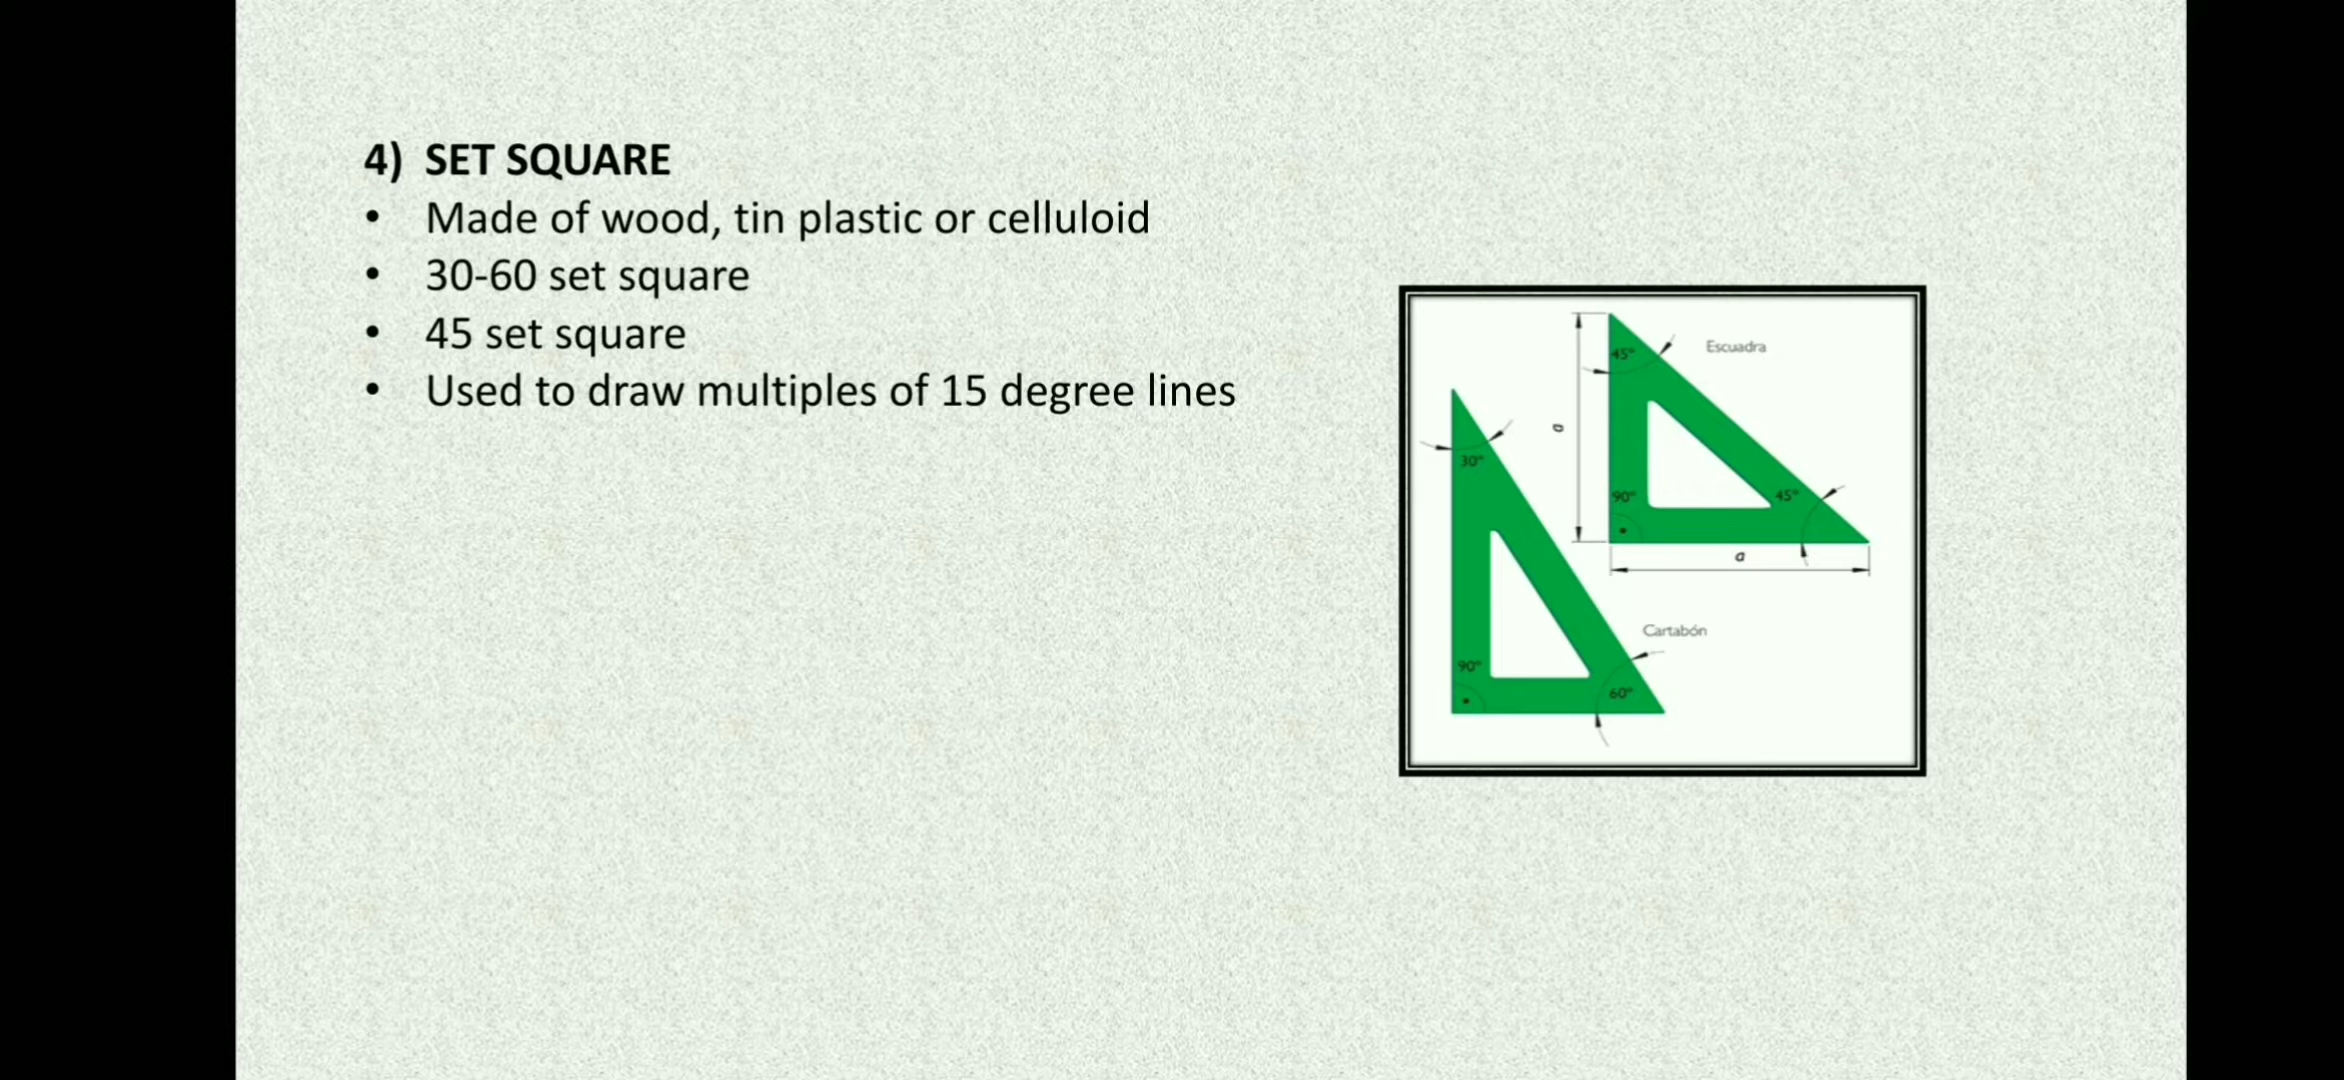 4) SET SQUARE
• Made of wood, tin plastic or celluloid
• 30-60 set square
• 45 set square
• Used to draw multiples of 15 degree lines
Escuadra
45°
a
90°
45°
a
30°
Cartabón
90°
60°